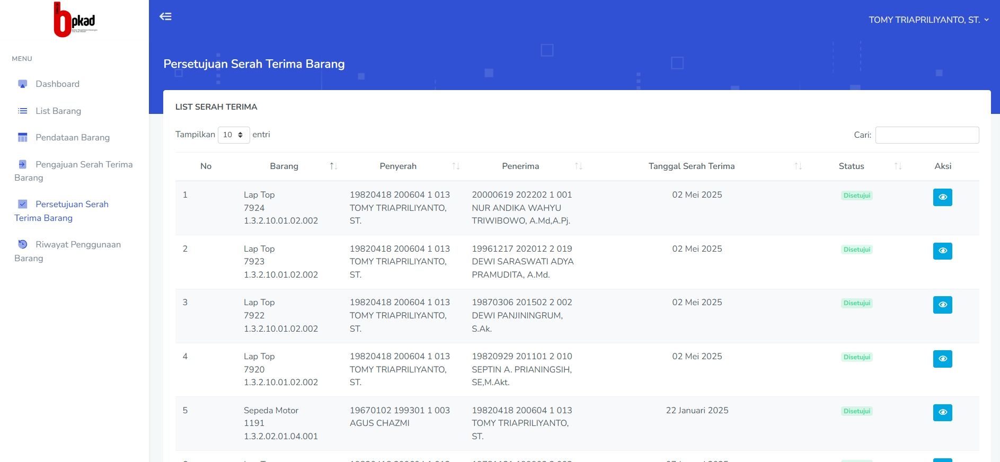 bpkad
TOMY TRIAPRILIYANTO, ST.
MENU
Dashboard
List Barang
Pendataan Barang
Pengajuan Serah Terima
Barang
Persetujuan Serah
Terima Barang
Riwayat Penggunaan
Barang
Persetujuan Serah Terima Barang
LIST SERAH TERIMA
Tampilkan 10 entri
Cari:
No Barang Penyerah Penerima Tanggal Serah Terima Status Aksi
1 Lap Top 19820418 200604 1 013 20000619 202202 1 001 02 Mei 2025 Disetujui
7924 TOMY TRIAPRILIYANTO, NUR ANDIKA WAHYU
1.3.2.10.01.02.002 ST. TRIWIBOWO, A.Md,A.Pj.
2 Lap Top 19820418 200604 1 013 19961217 202012 2 019 02 Mei 2025 Disetujui
7923 TOMY TRIAPRILIYANTO, DEWI SARASWATI ADYA
1.3.2.10.01.02.002 ST. PRAMUDITA, A.Md.
3 Lap Top 19820418 200604 1 013 19870306 201502 2 002 02 Mei 2025 Disetujui
7922 TOMY TRIAPRILIYANTO, DEWI PANJININGRUM,
1.3.2.10.01.02.002 ST. S.Ak.
4 Lap Top 19820418 200604 1 013 19820929 201101 2 010 02 Mei 2025 Disetujui
7920 TOMY TRIAPRILIYANTO, SEPTIN A. PRIANINGSIH,
1.3.2.10.01.02.002 ST. SE,M.Akt.
5 Sepeda Motor 19670102 199301 1 003 19820418 200604 1 013 22 Januari 2025 Disetujui
1191 AGUS CHAZMI TOMY TRIAPRILIYANTO,
1.3.2.02.01.04.001 ST.